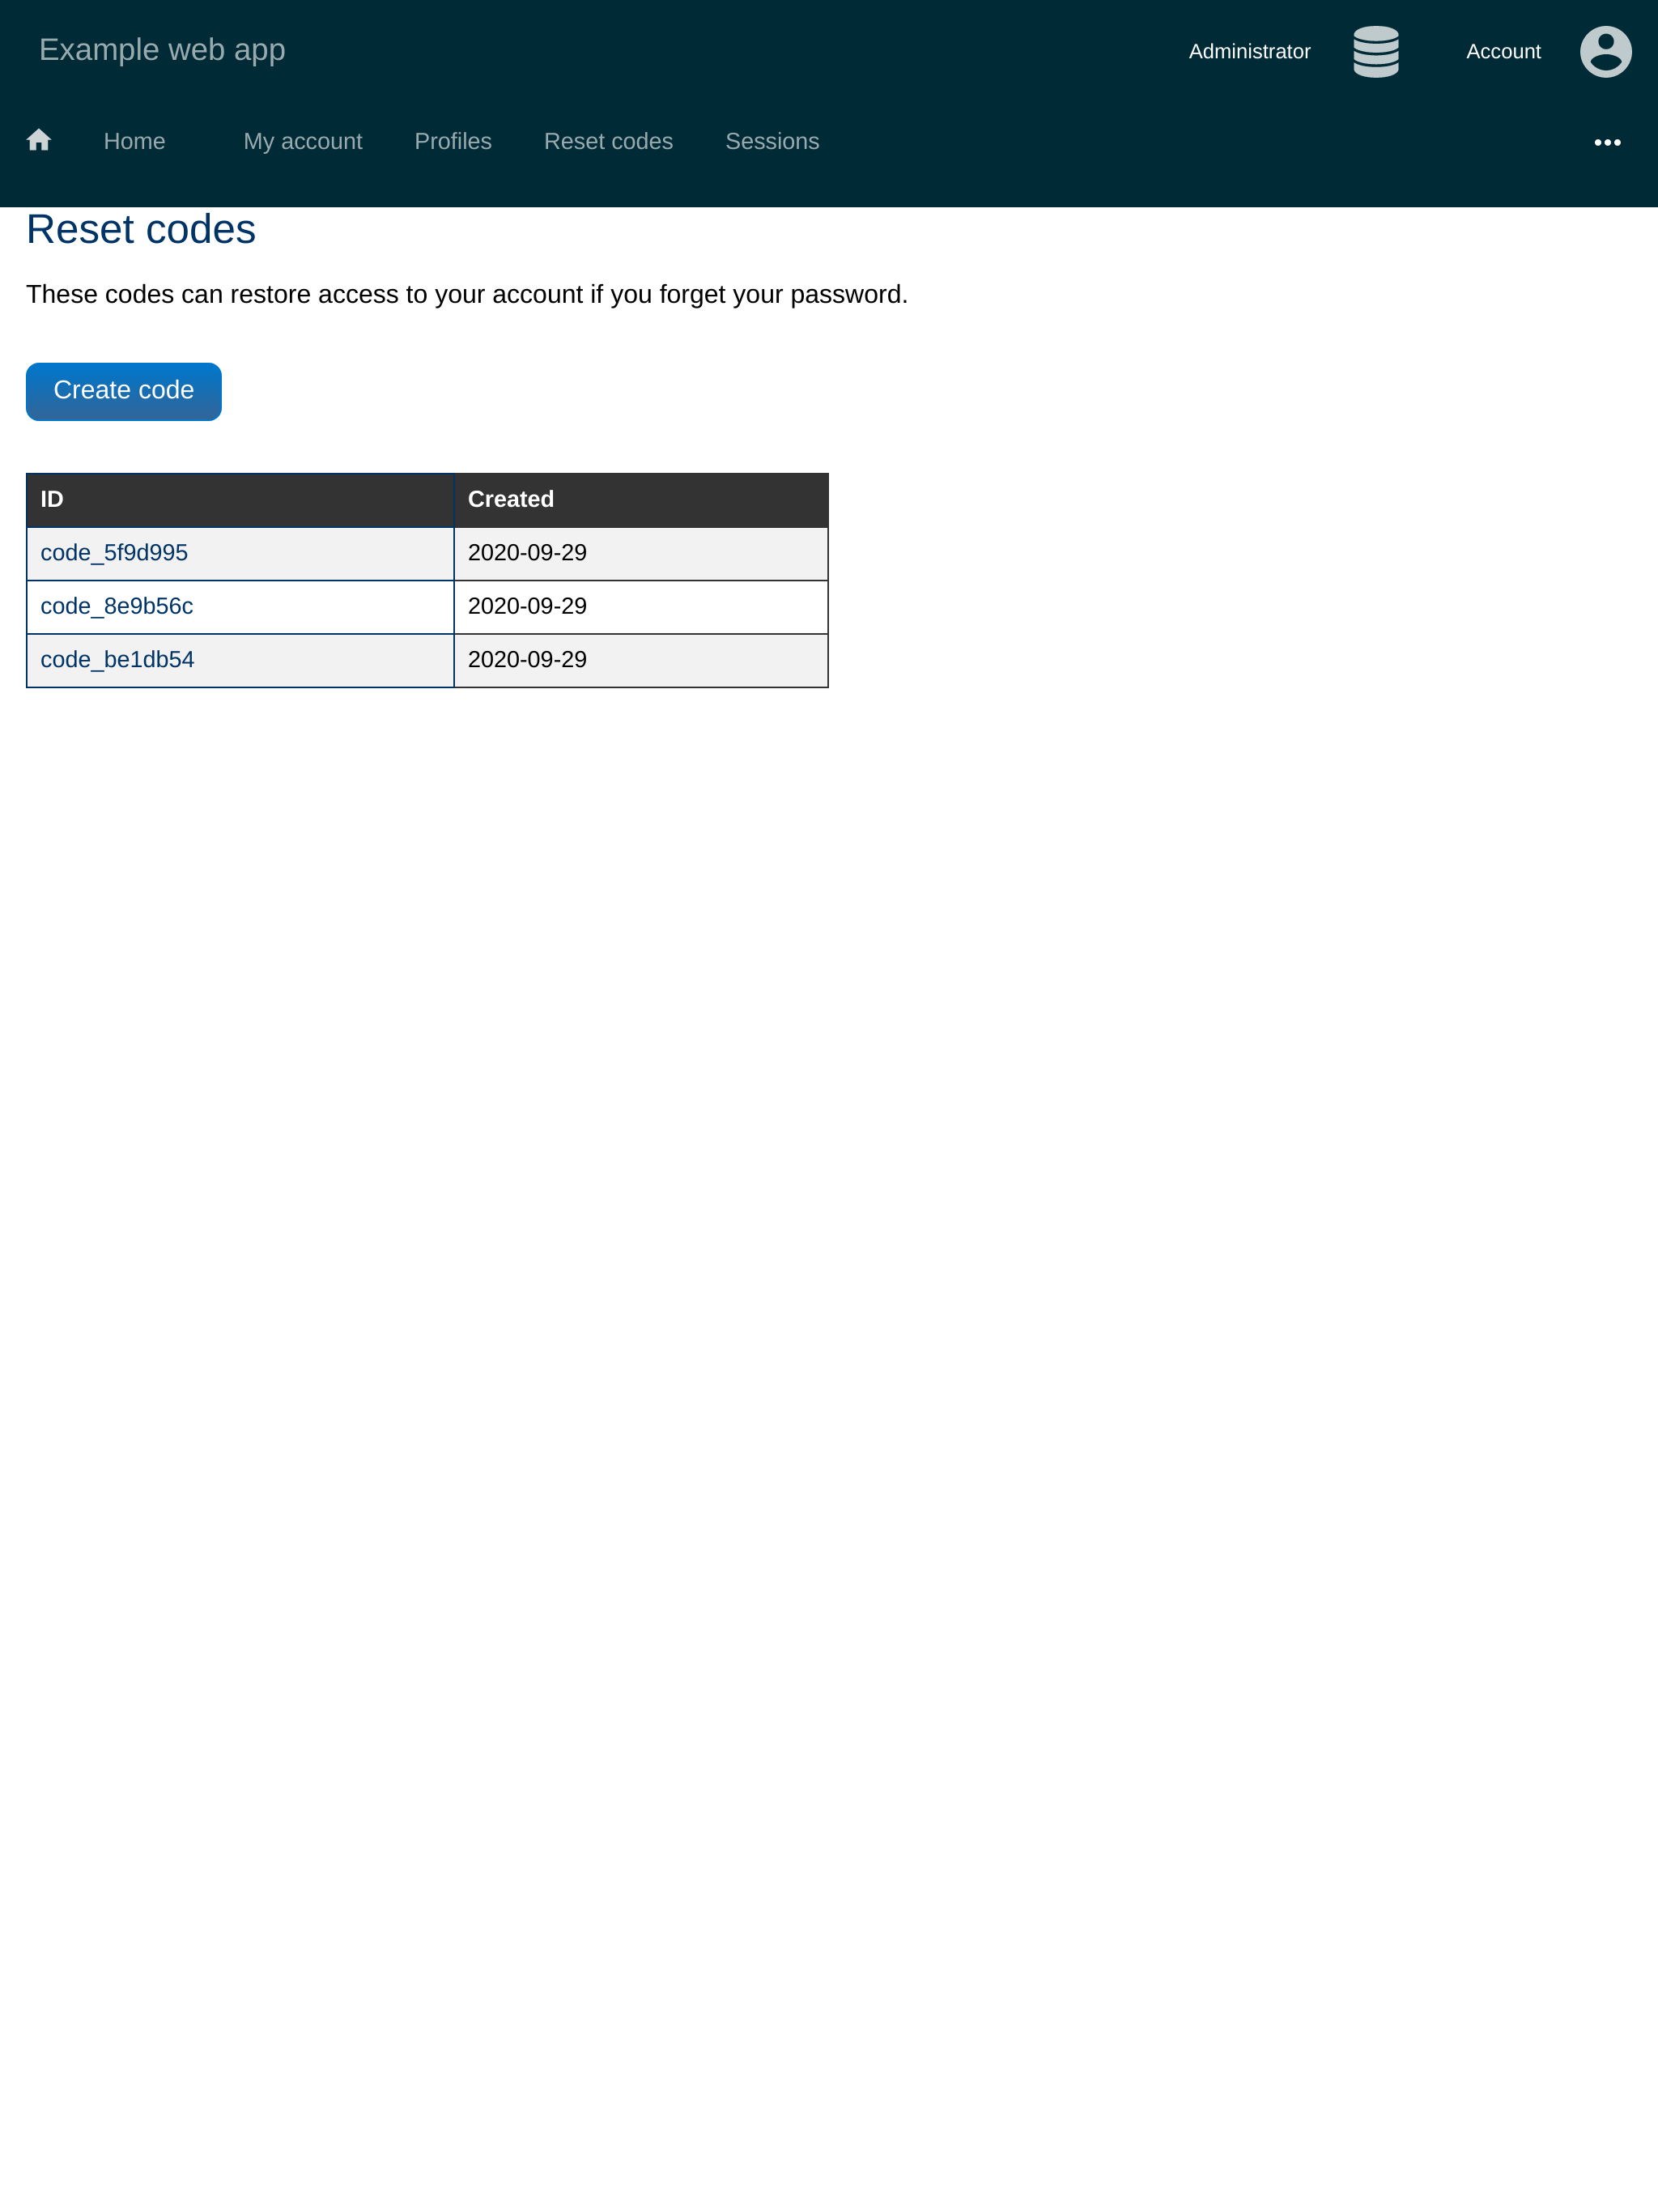 Example web app
Administrator
Account
Home My account Profiles Reset codes Sessions
Reset codes
These codes can restore access to your account if you forget your password.
Create code
ID Created
code_5f9d995 2020-09-29
code_8e9b56c 2020-09-29
code_be1db54 2020-09-29